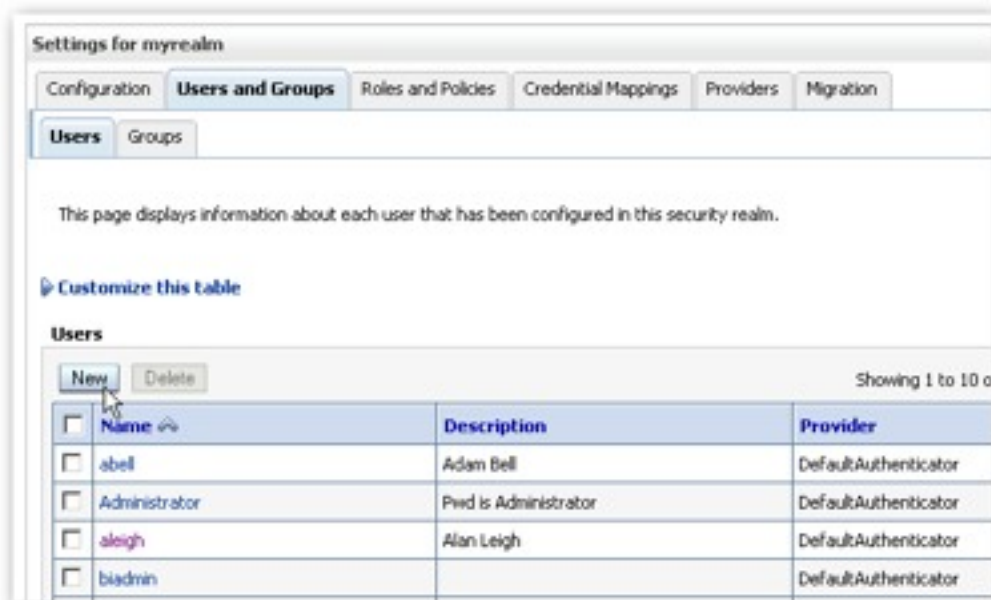 Settings for myrealm
Configuration Users and Groups Roles and Policies Credential Mappings Providers Migration
Users Groups
This page displays information about each user that has been configured in this security realm.
Customize this table
Users
New Delete Showing 1 to 10 o
Name Description Provider
abell Adam Bell DefaultAuthenticator
Administrator Pwd is Administrator DefaultAuthenticator
aleigh Alan Leigh DefaultAuthenticator
biadmin DefaultAuthenticator